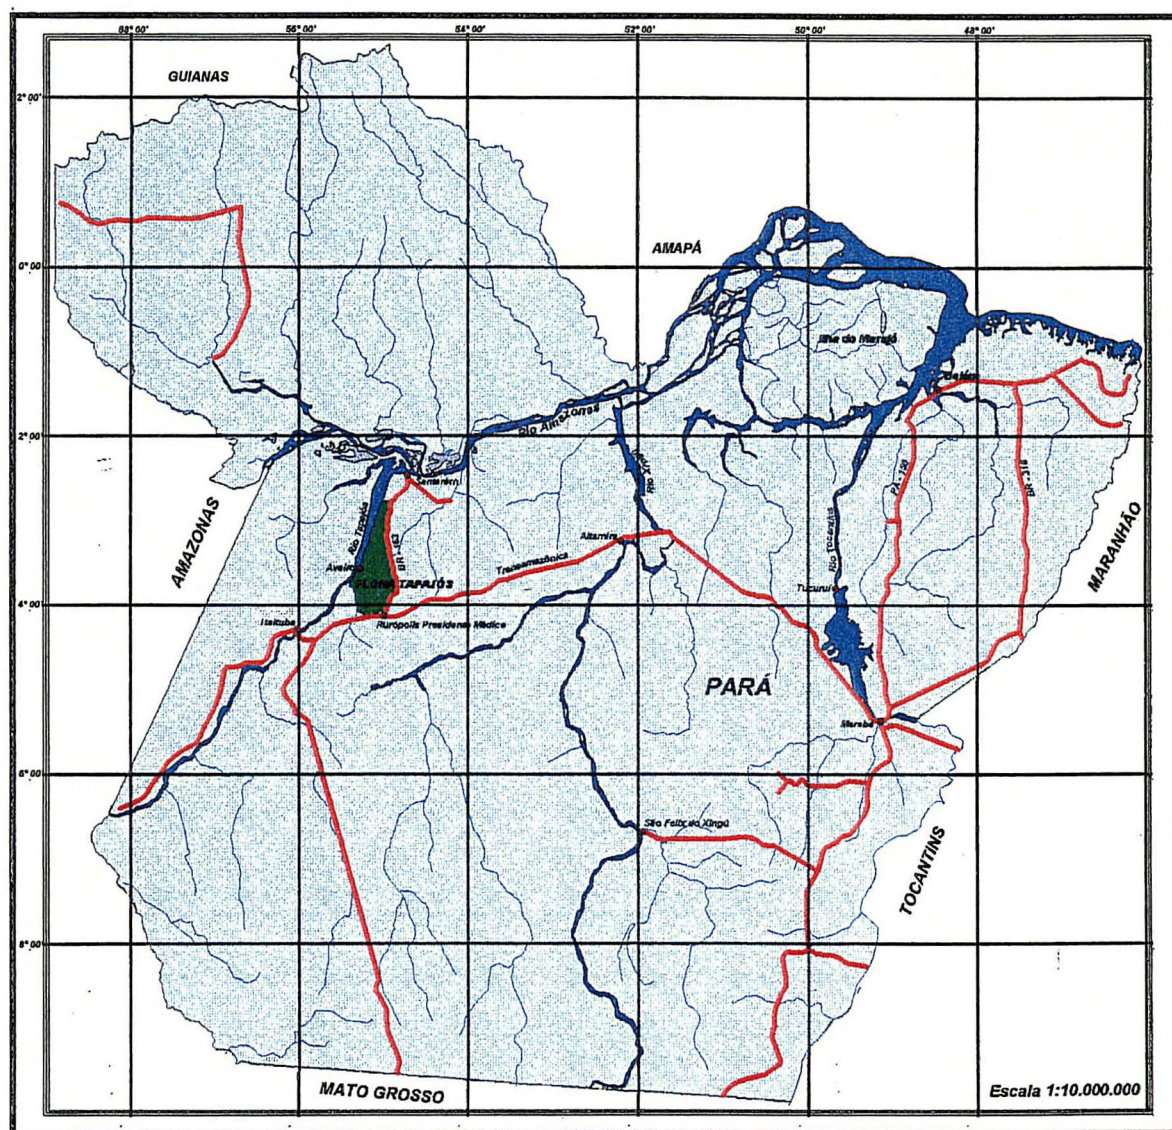 58° 00' 56° 00' 54° 00' 52° 00' 50° 00' 48° 00'
GUIANAS
2° 00'
AMAPÁ
0° 00'
Ilha do Marajó
Belém
Rio Amazonas
2° 00'
Santarém
Rio Xingú
PA - 150
BR - 316
AMAZONAS
Rio Tapajós
BR - 163
Rio Tocantins
MARANHÃO
Altamira
Transamazônica
Aveiro
FLONA TAPAJÓS
Tucuruí
4° 00'
Itaituba
Rurópolis Presidente Médice
PARÁ
Marabá
6° 00'
São Felix do Xingú
TOCANTINS
8° 00'
MATO GROSSO
Escala 1:10.000.000